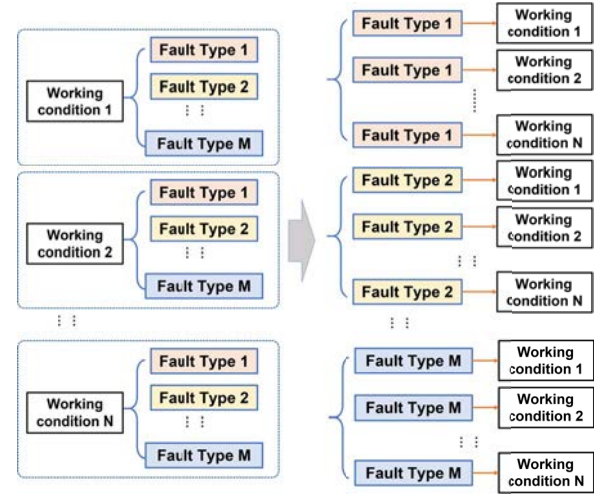 Working
condition 1
Fault Type 1
Fault Type 2
Fault Type M
Working
condition 2
Fault Type 1
Fault Type 2
Fault Type M
Working
condition N
Fault Type 1
Fault Type 2
Fault Type M
Fault Type 1
Working
condition 1
Fault Type 1
Working
condition 2
Fault Type 1
Working
condition N
Fault Type 2
Working
condition 1
Fault Type 2
Working
condition 2
Fault Type 2
Working
condition N
Fault Type M
Working
condition 1
Fault Type M
Working
condition 2
Fault Type M
Working
condition N